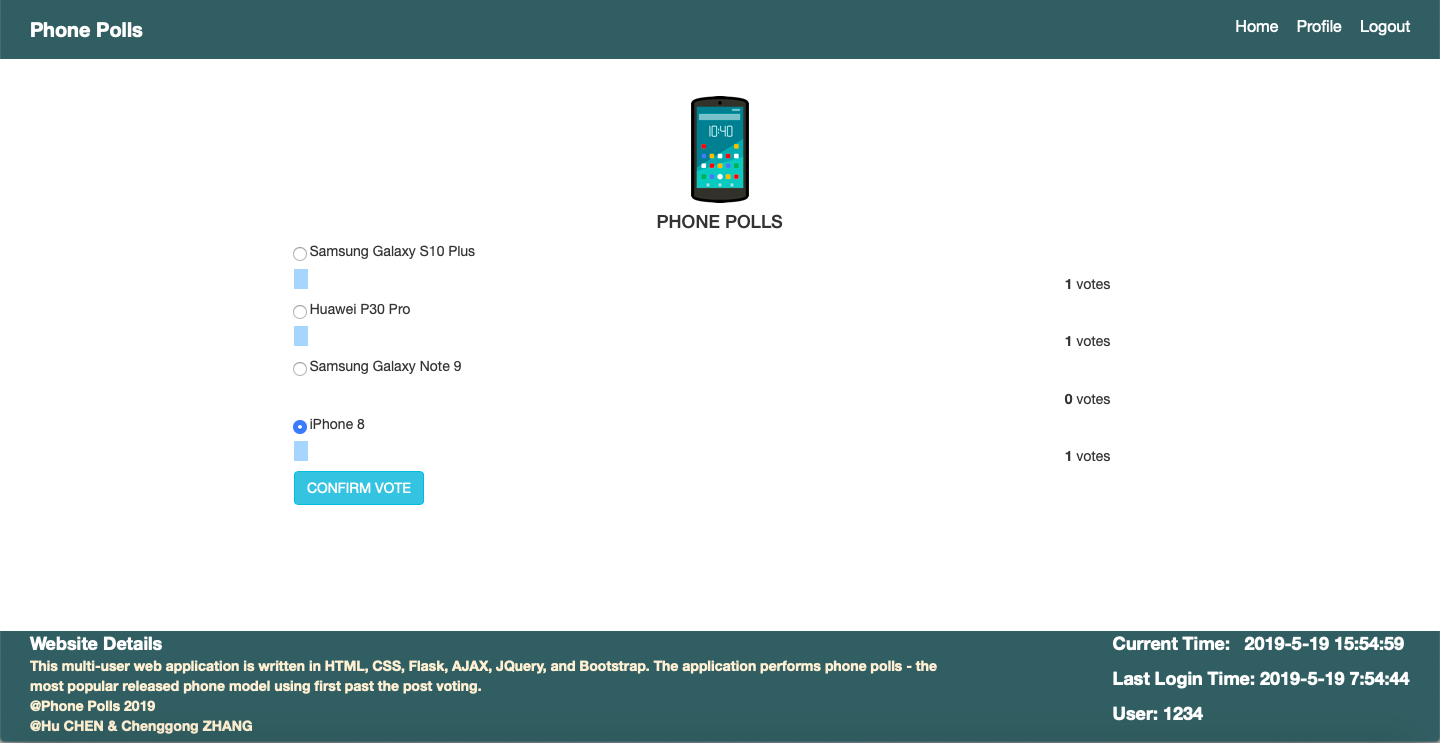 Phone Polls
Home Profile Logout
10:40
PHONE POLLS
Samsung Galaxy S10 Plus
1 votes
Huawei P30 Pro
1 votes
Samsung Galaxy Note 9
0 votes
iPhone 8
1 votes
CONFIRM VOTE
Website Details
This multi-user web application is written in HTML, CSS, Flask, AJAX, JQuery, and Bootstrap. The application performs phone polls - the
most popular released phone model using first past the post voting.
@Phone Polls 2019
@Hu CHEN & Chenggong ZHANG
Current Time: 2019-5-19 15:54:59
Last Login Time: 2019-5-19 7:54:44
User: 1234